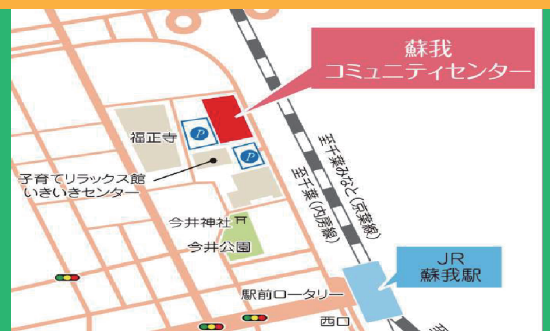 蘇我
コミュニティセンター
福正寺
P
P
子育てリラックス館
いきいきセンター
至千葉みなと(京葉線)
至千葉(内房線)
今井神社
今井公園
JR
蘇我駅
駅前ロータリー
西口
至